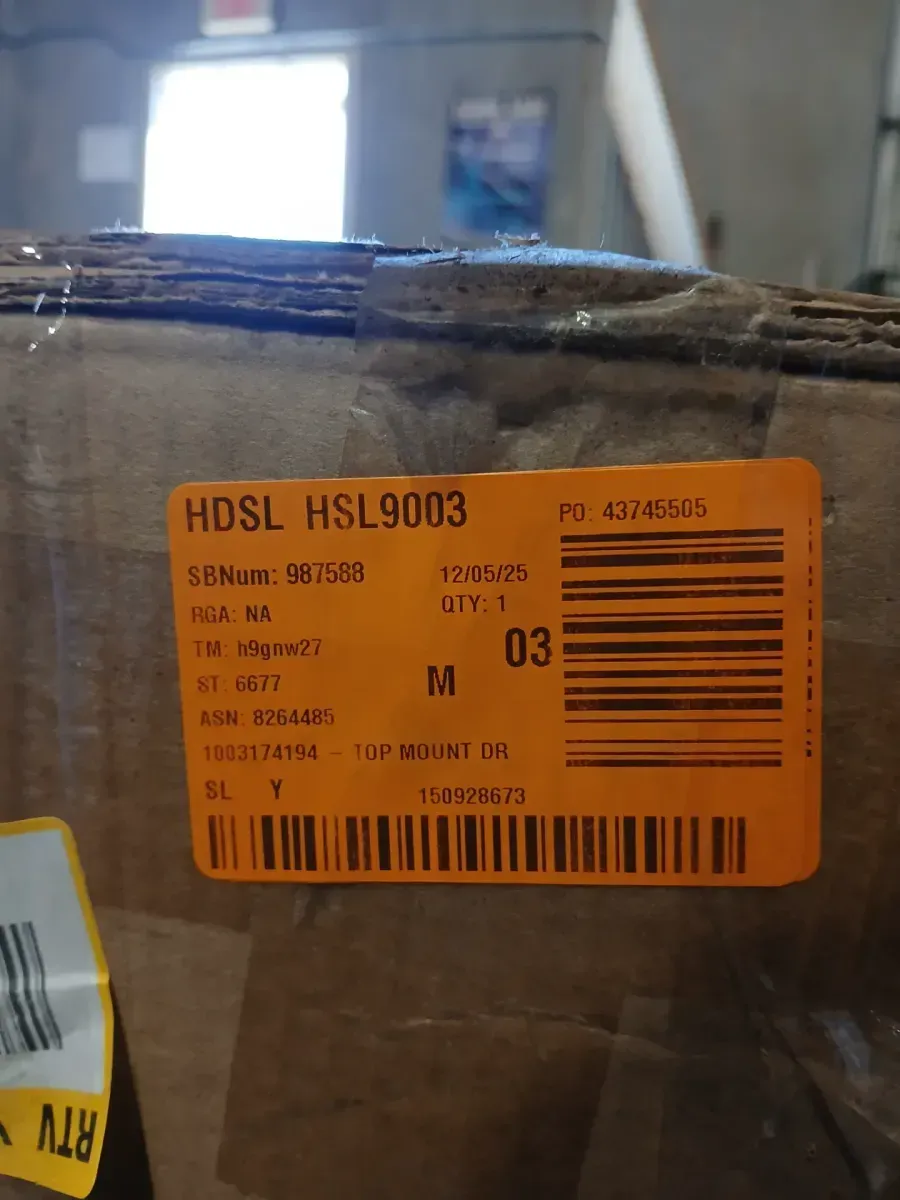 HDSL HSL9003
PO: 43745505
SBNum: 987588
12/05/25
RGA: NA
QTY: 1
TM: h9gnw27
03
ST: 6677
M
ASN: 8264485
1003174194 - TOP MOUNT DR
SL Y
150928673
RTV